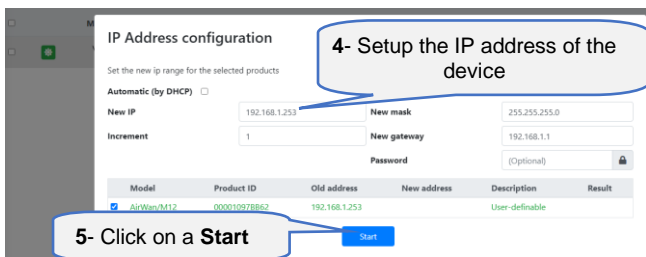 IP Address configuration
4- Setup the IP address of the
device
Set the new ip range for the selected products
Automatic (by DHCP)
New IP 192.168.1.253 New mask 255.255.255.0
Increment 1 New gateway 192.168.1.1
Password (Optional)
Model Product ID Old address New address Description Result
AirWan/M12 000010978B62 192.168.1.253 User-definable
5- Click on a Start
Start